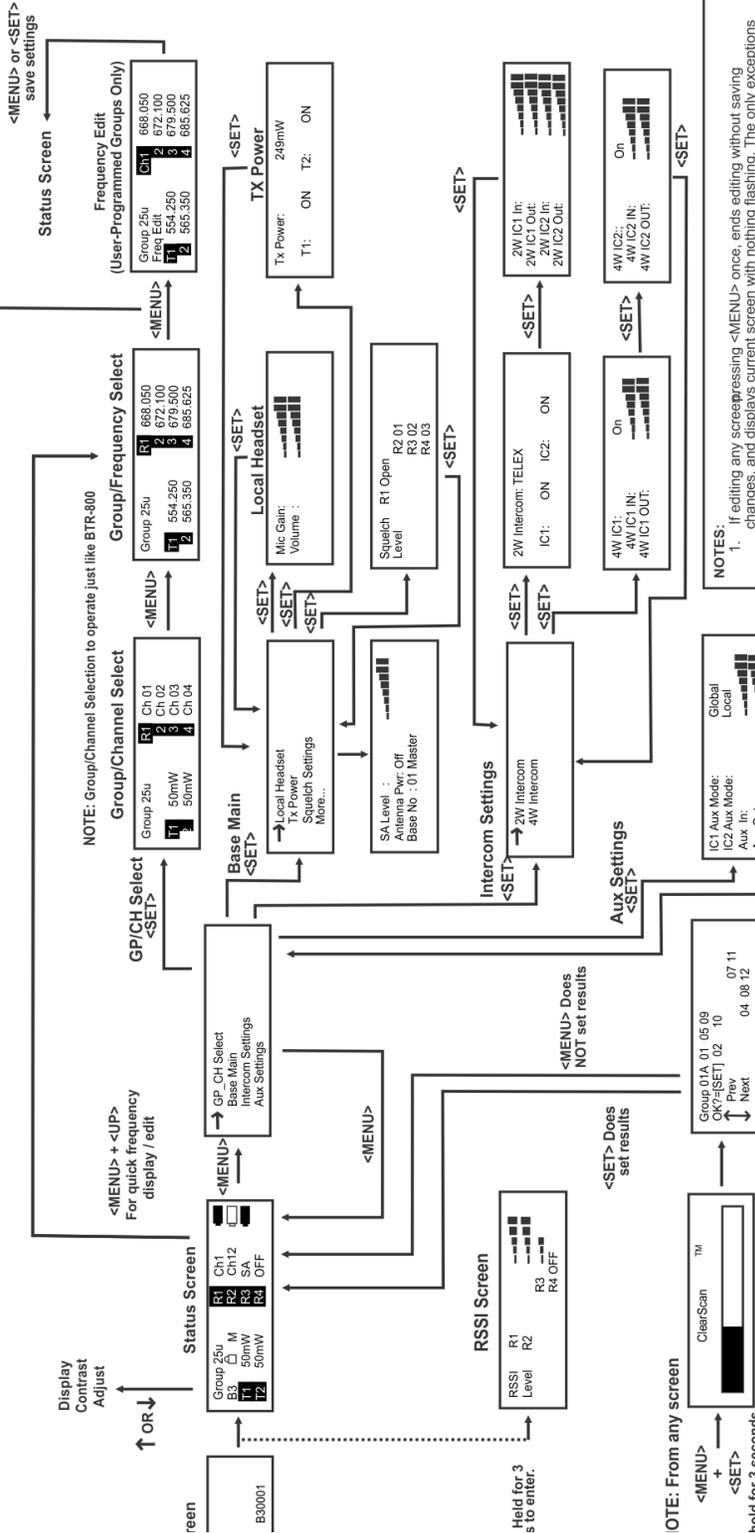 reen
B30001
Held for 3
s to enter.
Display
Contrast
Adjust
↑ OR ↓
Status Screen
Group 25u
B3 M
T1 50mW
T2 50mW
R1 Ch1
R2 Ch12
R3 SA
R4 OFF
RSSI Screen
RSSI R1
Level R2
R3
R4 OFF
OTE: From any screen
<MENU>
+
<SET>
held for 3 seconds
ClearScan ™
<MENU> + <UP>
For quick frequency
display / edit
<MENU>
<MENU>
<SET> Does
set results
<MENU> Does
NOT set results
→ GP_CH Select
Base Main
Intercom Settings
Aux Settings
Group 01A 01 05 09
OK?=[SET] 02 10
↑ Prev 07 11
↓ Next 04 08 12
GP/CH Select
<SET>
Base Main
<SET>
Intercom Settings
<SET>
Aux Settings
<SET>
NOTE: Group/Channel Selection to operate just like BTR-800
Group/Channel Select
Group 25u
T1 50mW
2 50mW
R1 Ch 01
2 Ch 02
3 Ch 03
4 Ch 04
<MENU>
Group/Frequency Select
Group 25u
T1 554.250
2 565.350
R1 668.050
2 672.100
3 679.500
4 685.625
<MENU>
Frequency Edit
(User-Programmed Groups Only)
Group 25u
Freq Edit
T1 554.250
2 565.350
Ch1 668.050
2 672.100
3 679.500
4 685.625
Status Screen
<MENU> or <SET>
save settings
→ Local Headset
Tx Power
Squelch Settings
More...
SA Level :
Antenna Pwr: Off
Base No : 01 Master
<SET>
<SET>
<SET>
Local Headset
<SET>
Mic Gain:
Volume :
Squelch R1 Open
Level R2 01
R3 02
R4 03
<SET>
TX Power
<SET>
Tx Power: 249mW
T1: ON T2: ON
→ 2W Intercom
4W Intercom
<SET>
<SET>
2W Intercom: TELEX
IC1: ON IC2: ON
<SET>
2W IC1 In:
2W IC1 Out:
2W IC2 In:
2W IC2 Out:
<SET>
4W IC1: On
4W IC1 IN:
4W IC1 OUT:
<SET>
4W IC2:: On
4W IC2 IN:
4W IC2 OUT:
<SET>
IC1 Aux Mode: Global
IC2 Aux Mode: Local
Aux In:
NOTES:
1. If editing any screen, pressing <MENU> once, ends editing without saving
changes, and displays current screen with nothing flashing. The only exceptions